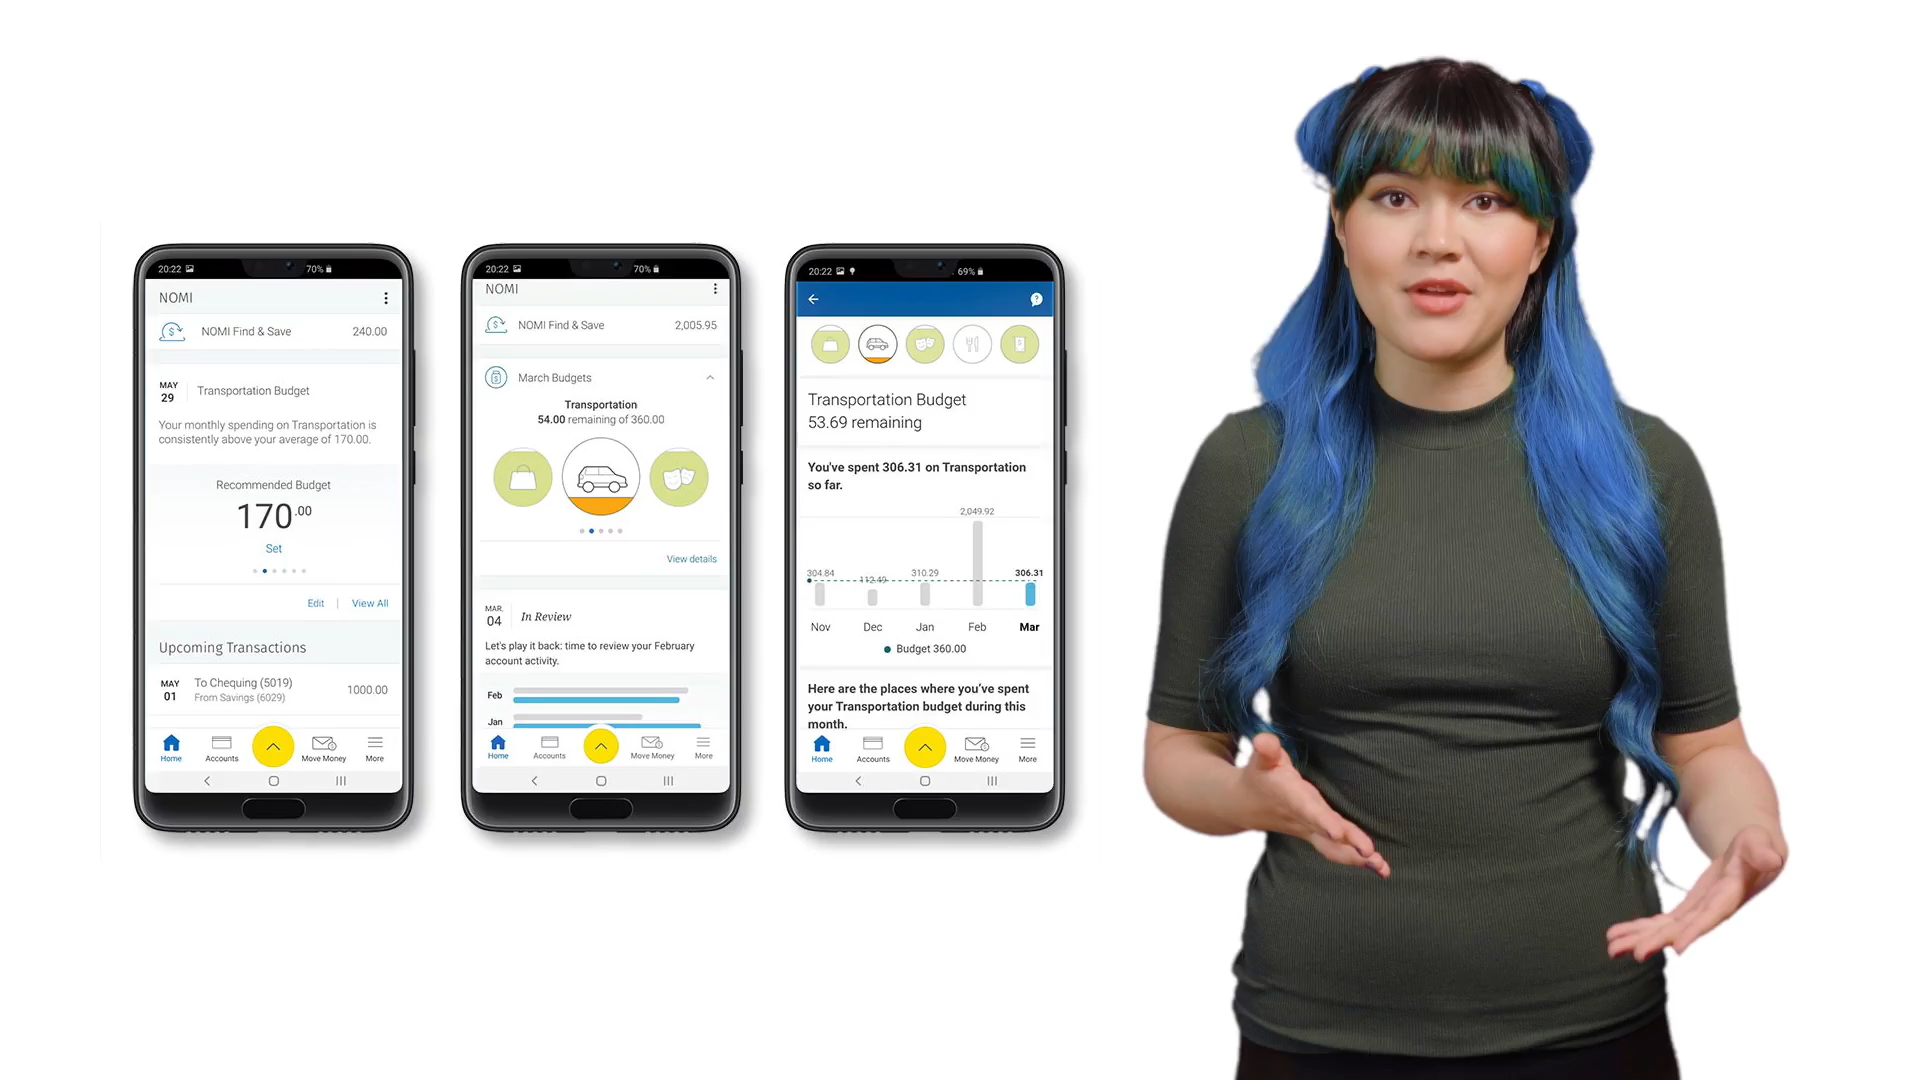 20:22 70%
NOMI
NOMI Find & Save 240.00
MAY
29
Transportation Budget
Your monthly spending on Transportation is
consistently above your average of 170.00.
Recommended Budget
170.00
Set
Edit | View All
Upcoming Transactions
MAY
01
To Chequing (5019)
From Savings (6029)
1000.00
Home Accounts Move Money More
20:22 70%
NOMI
NOMI Find & Save 2,005.95
March Budgets
Transportation
54.00 remaining of 360.00
View details
MAR.
04
In Review
Let's play it back: time to review your February
account activity.
Feb
Jan
Home Accounts Move Money More
20:22 69%
Transportation Budget
53.69 remaining
You've spent 306.31 on Transportation
so far.
2,049.92
304.84 112.49 310.29 306.31
Nov Dec Jan Feb Mar
Budget 360.00
Here are the places where you've spent
your Transportation budget during this
month.
Home Accounts Move Money More